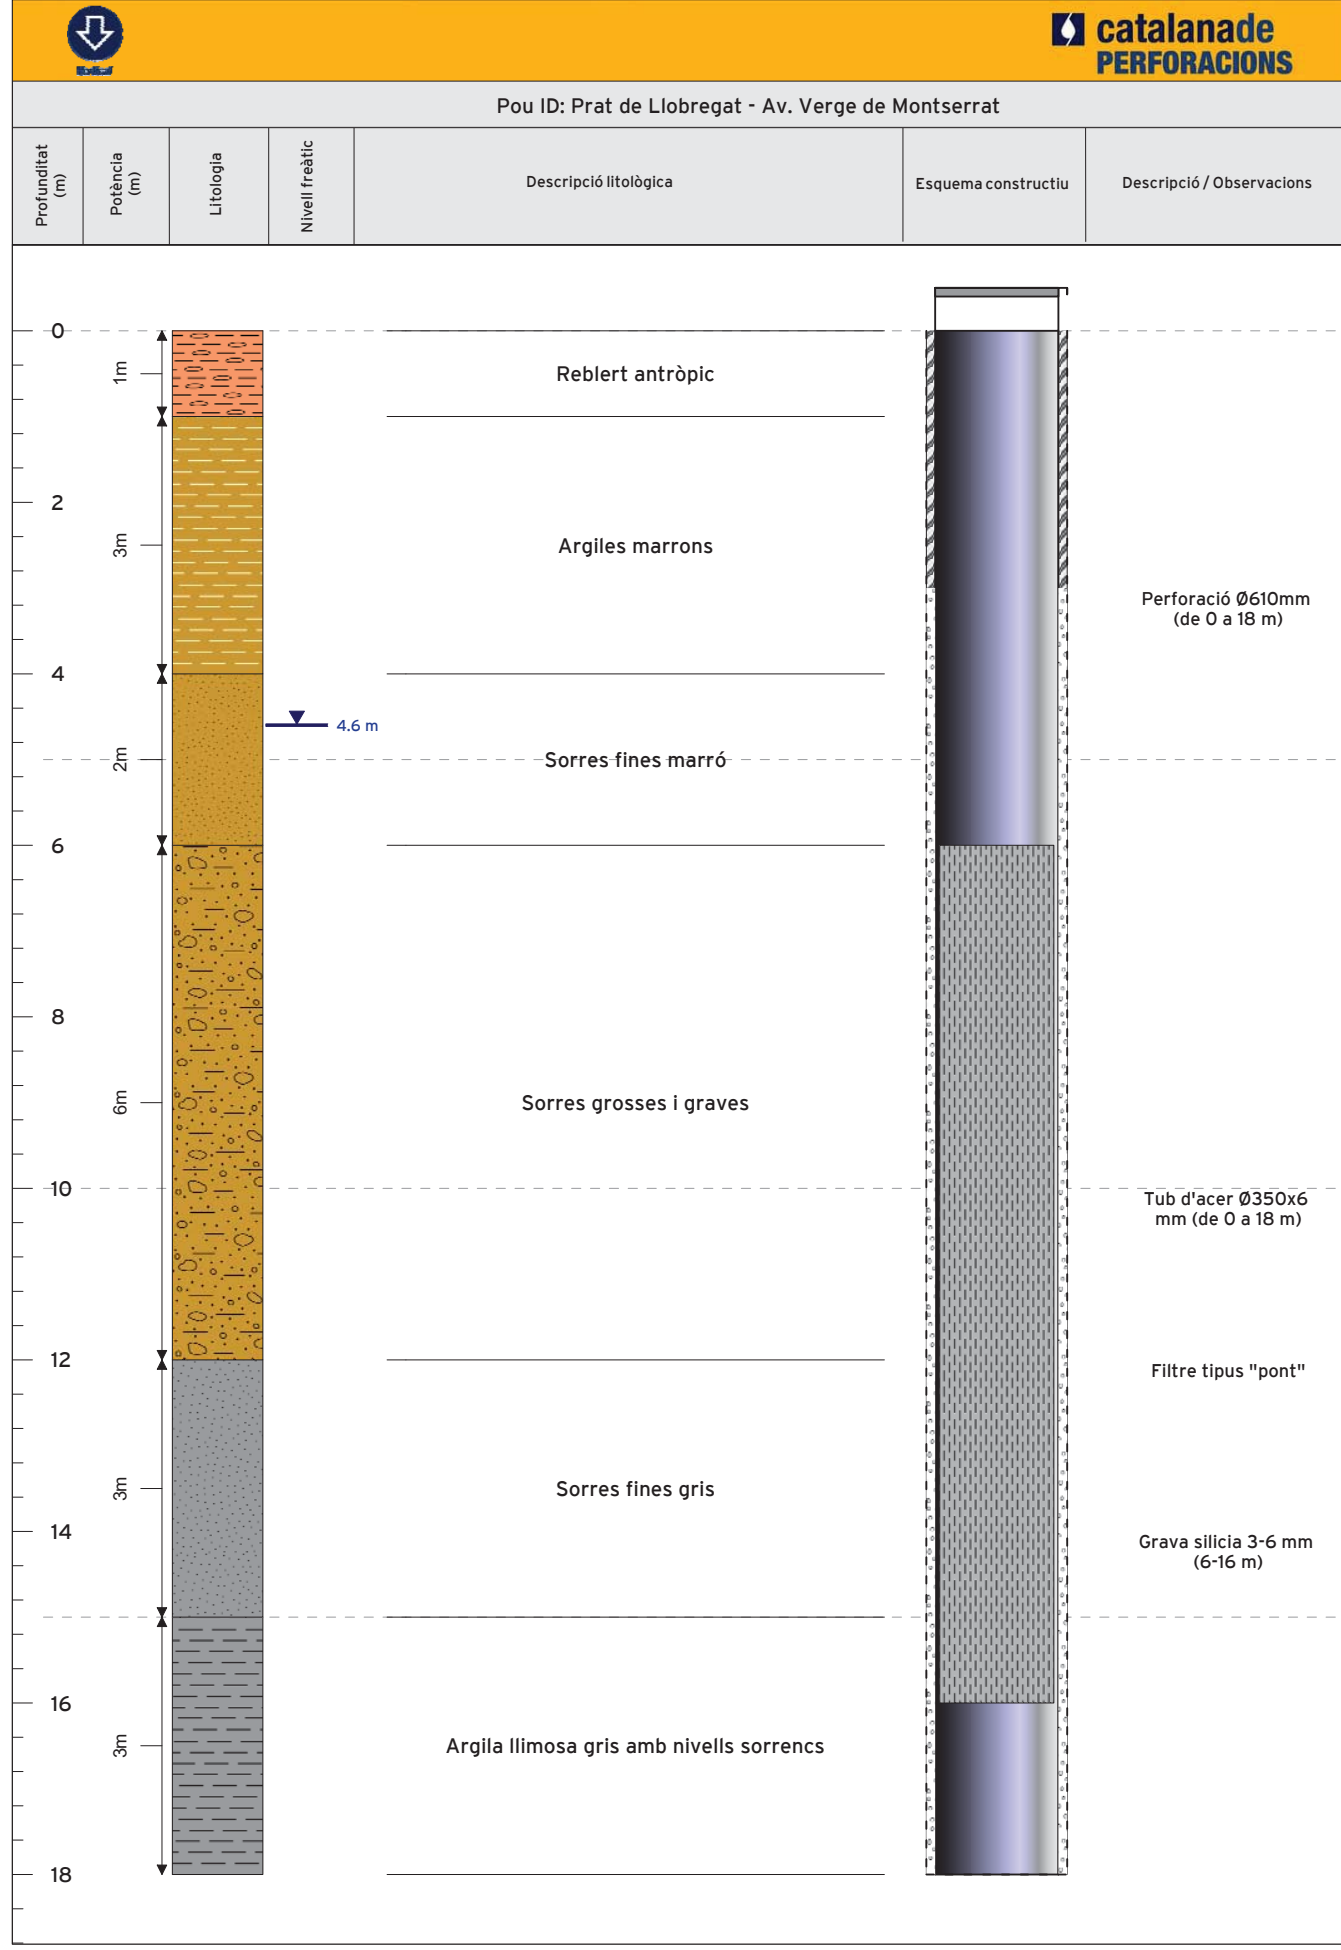 catalanade
PERFORACIONS
Pou ID: Prat de Llobregat - Av. Verge de Montserrat
Profunditat
(m)
Potència
(m)
Litologia
Nivell freàtic
Descripció litològica
Esquema constructiu
Descripció / Observacions
0
1m
Reblert antròpic
2
3m
Argiles marrons
Perforació Ø610mm
(de 0 a 18 m)
4
4.6 m
2m
Sorres fines marró
6
8
6m
Sorres grosses i graves
10
Tub d'acer Ø350x6
mm (de 0 a 18 m)
12
Filtre tipus "pont"
3m
Sorres fines gris
14
Grava silicia 3-6 mm
(6-16 m)
16
3m
Argila llimosa gris amb nivells sorrencs
18